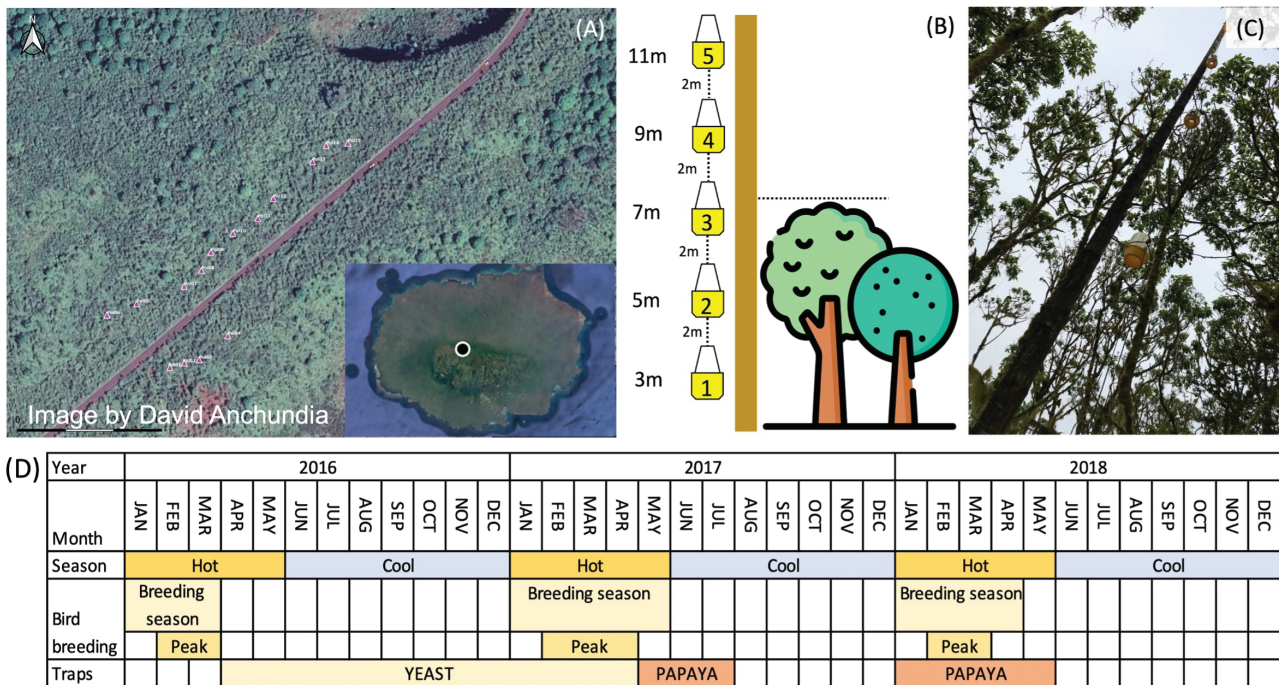 N
(A)
Image by David Anchundia
(B)
11m
5
2m
9m
4
2m
7m
3
2m
5m
2
2m
3m
1
(C)
(D)
Year 2016 2017 2018
Month JAN FEB MAR APR MAY JUN JUL AUG SEP OCT NOV DEC JAN FEB MAR APR MAY JUN JUL AUG SEP OCT NOV DEC JAN FEB MAR APR MAY JUN JUL AUG SEP OCT NOV DEC
Season Hot Cool Hot Cool Hot Cool
Bird breeding Breeding season Breeding season Breeding season
Peak Peak Peak
Traps YEAST PAPAYA PAPAYA